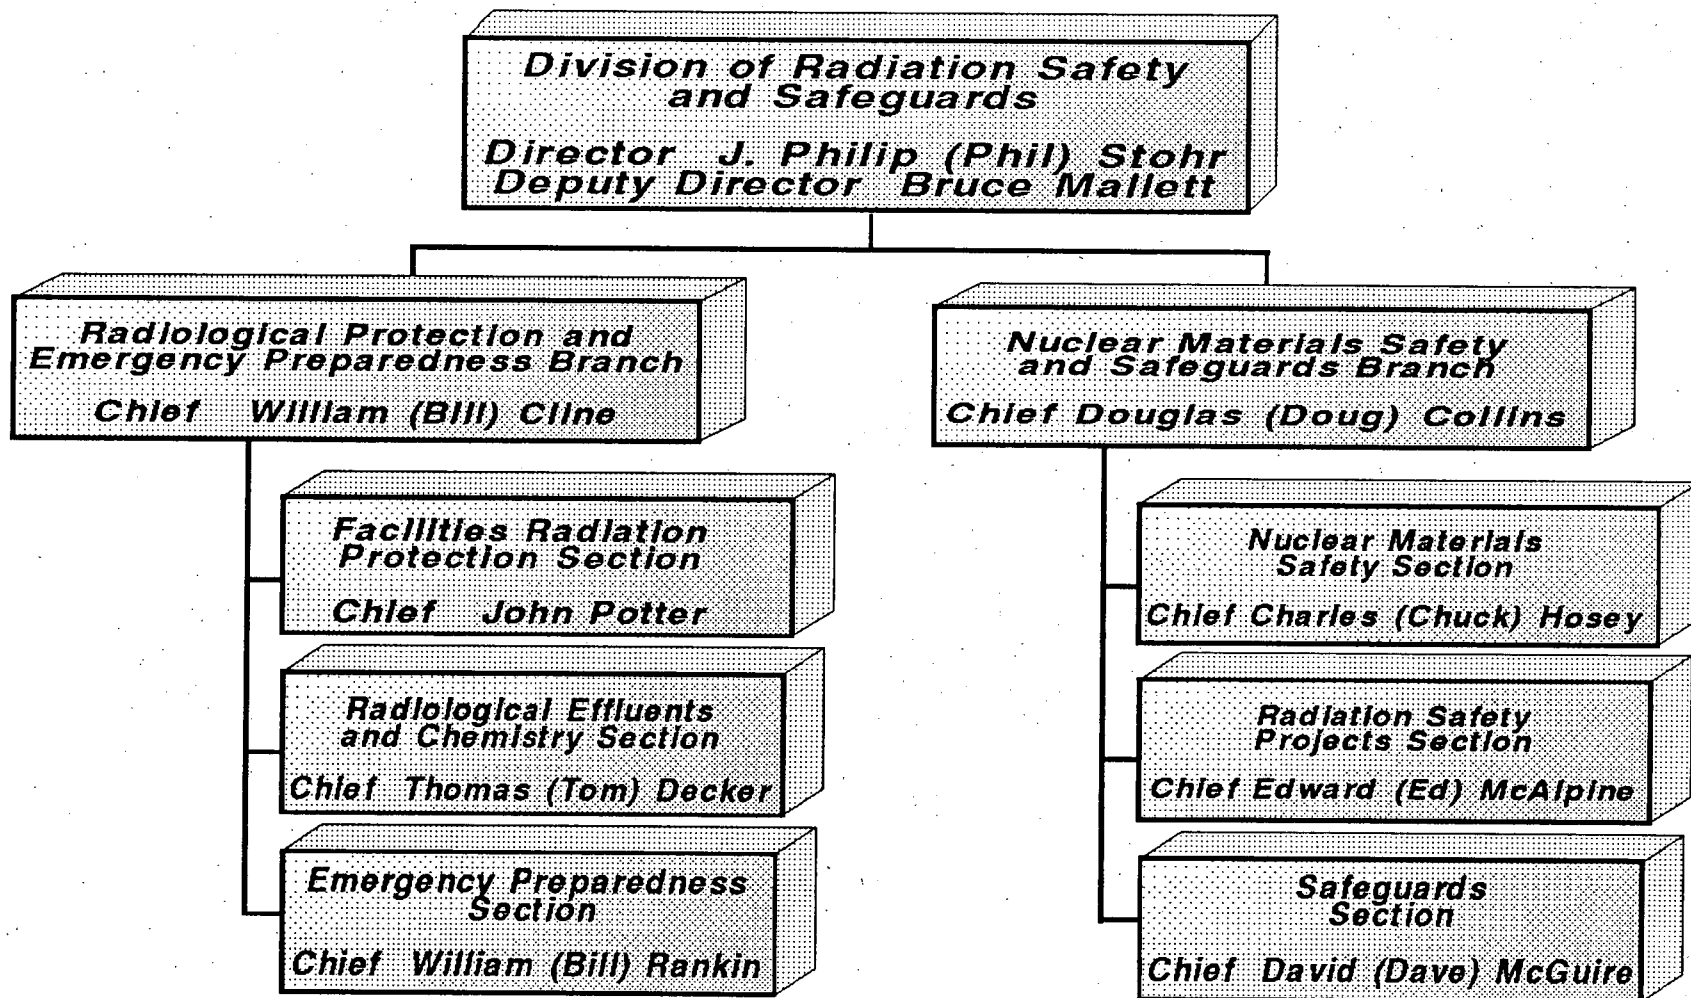 Division of Radiation Safety
and Safeguards
Director J. Philip (Phil) Stohr
Deputy Director Bruce Mallett
Radiological Protection and
Emergency Preparedness Branch
Chief William (Bill) Cline
Facilities Radiation
Protection Section
Chief John Potter
Radiological Effluents
and Chemistry Section
Chief Thomas (Tom) Decker
Emergency Preparedness
Section
Chief William (Bill) Rankin
Nuclear Materials Safety
and Safeguards Branch
Chief Douglas (Doug) Collins
Nuclear Materials
Safety Section
Chief Charles (Chuck) Hosey
Radiation Safety
Projects Section
Chief Edward (Ed) McAlpine
Safeguards
Section
Chief David (Dave) McGuire